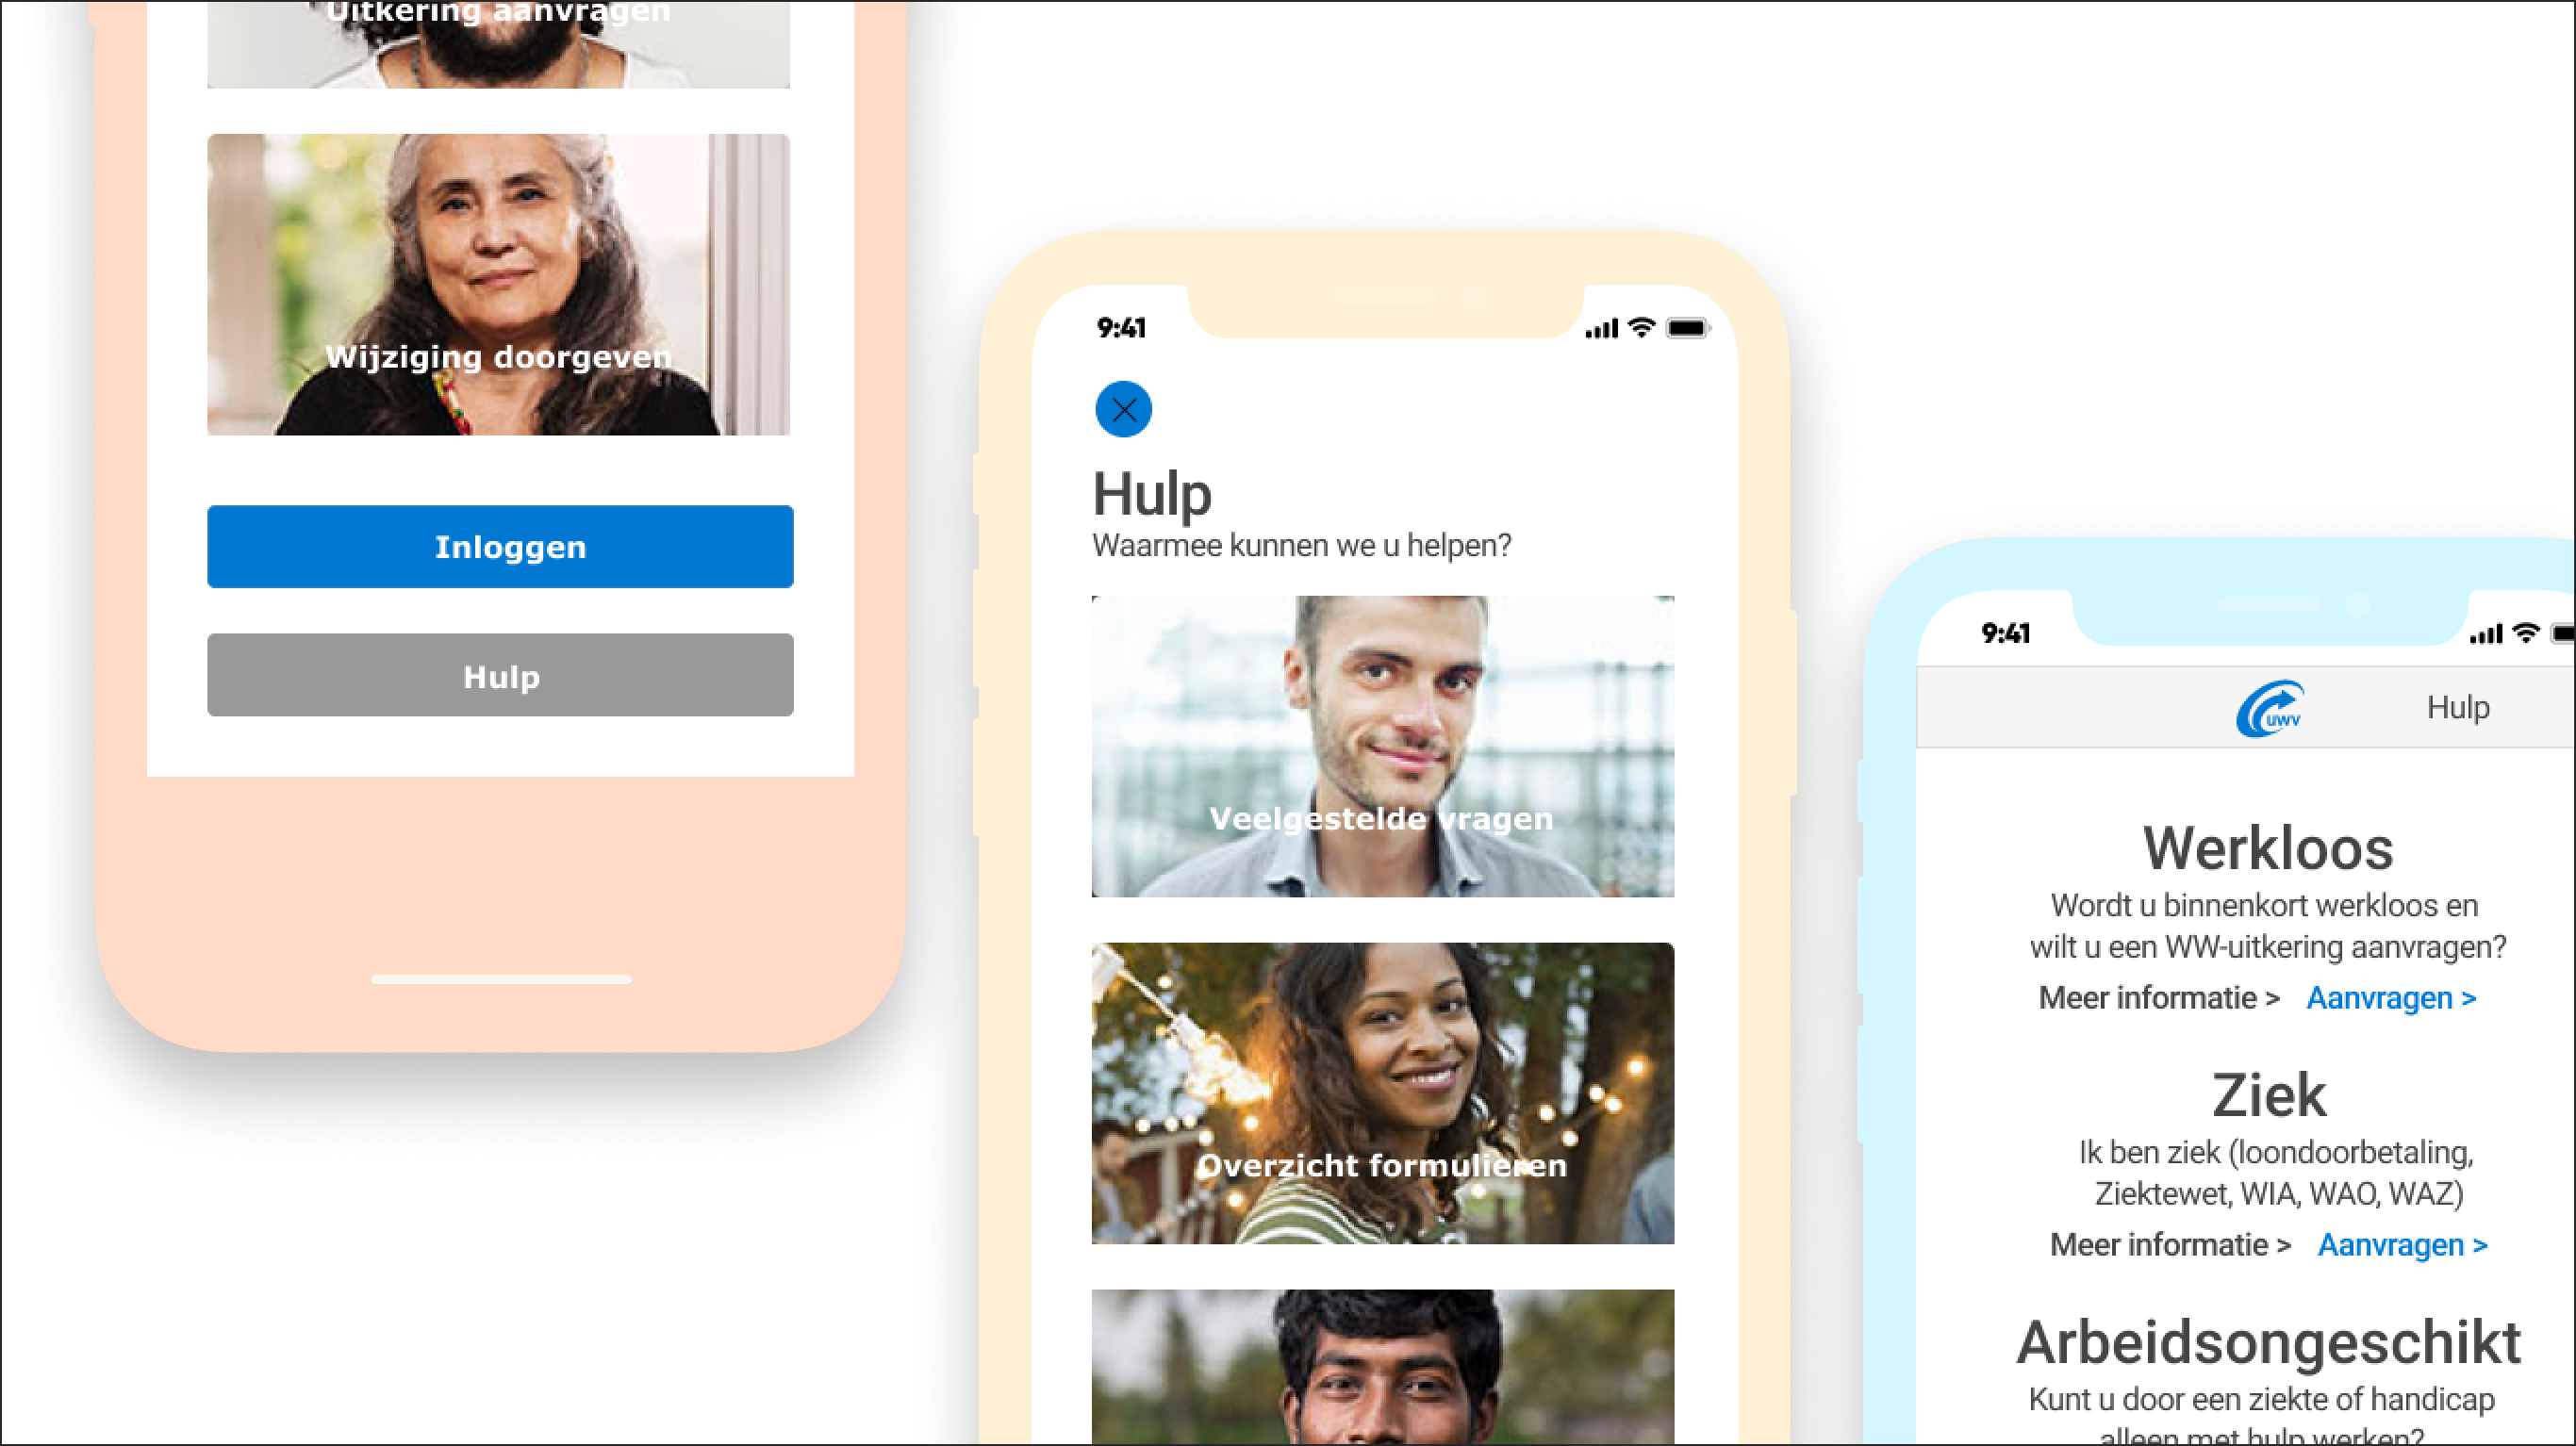 Uitkering aanvragen
Wijziging doorgeven
Inloggen
Hulp
9:41
Hulp
Waarmee kunnen we u helpen?
Veelgestelde vragen
Overzicht formulieren
9:41
UWV
Hulp
Werkloos
Wordt u binnenkort werkloos en
wilt u een WW-uitkering aanvragen?
Meer informatie > Aanvragen >
Ziek
Ik ben ziek (loondoorbetaling,
Ziektewet, WIA, WAO, WAZ)
Meer informatie > Aanvragen >
Arbeidsongeschikt
Kunt u door een ziekte of handicap
alleen met hulp werken?